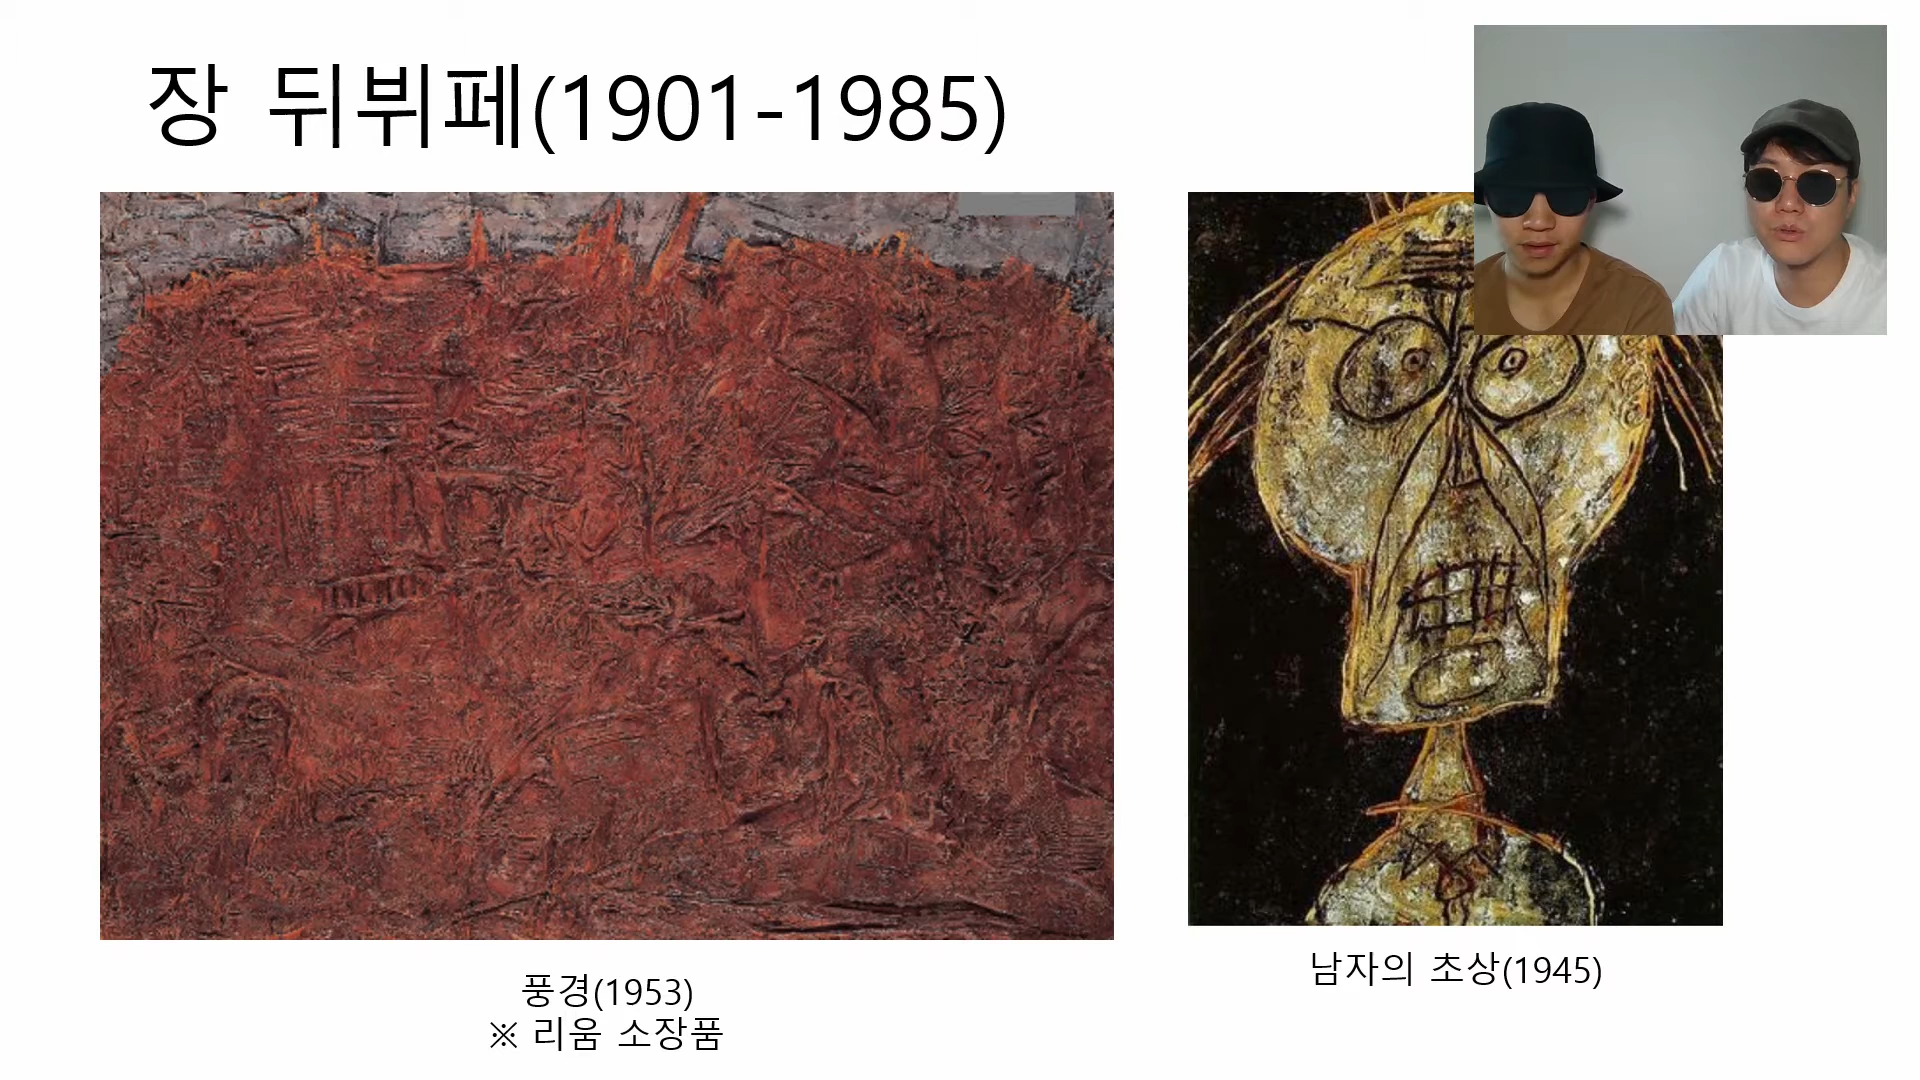 장 뒤뷔페(1901-1985)
풍경(1953)
※ 리움 소장품
남자의 초상(1945)